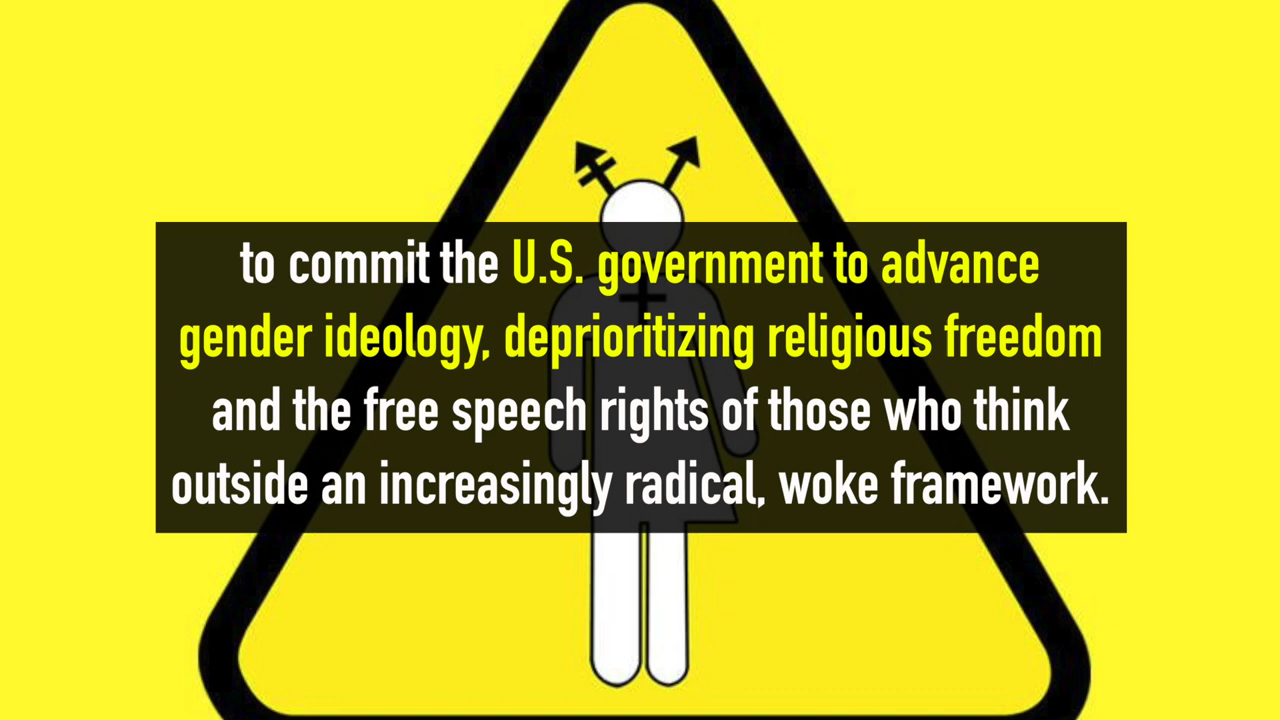 to commit the U.S. government to advance
gender ideology, deprioritizing religious freedom
and the free speech rights of those who think
outside an increasingly radical, woke framework.